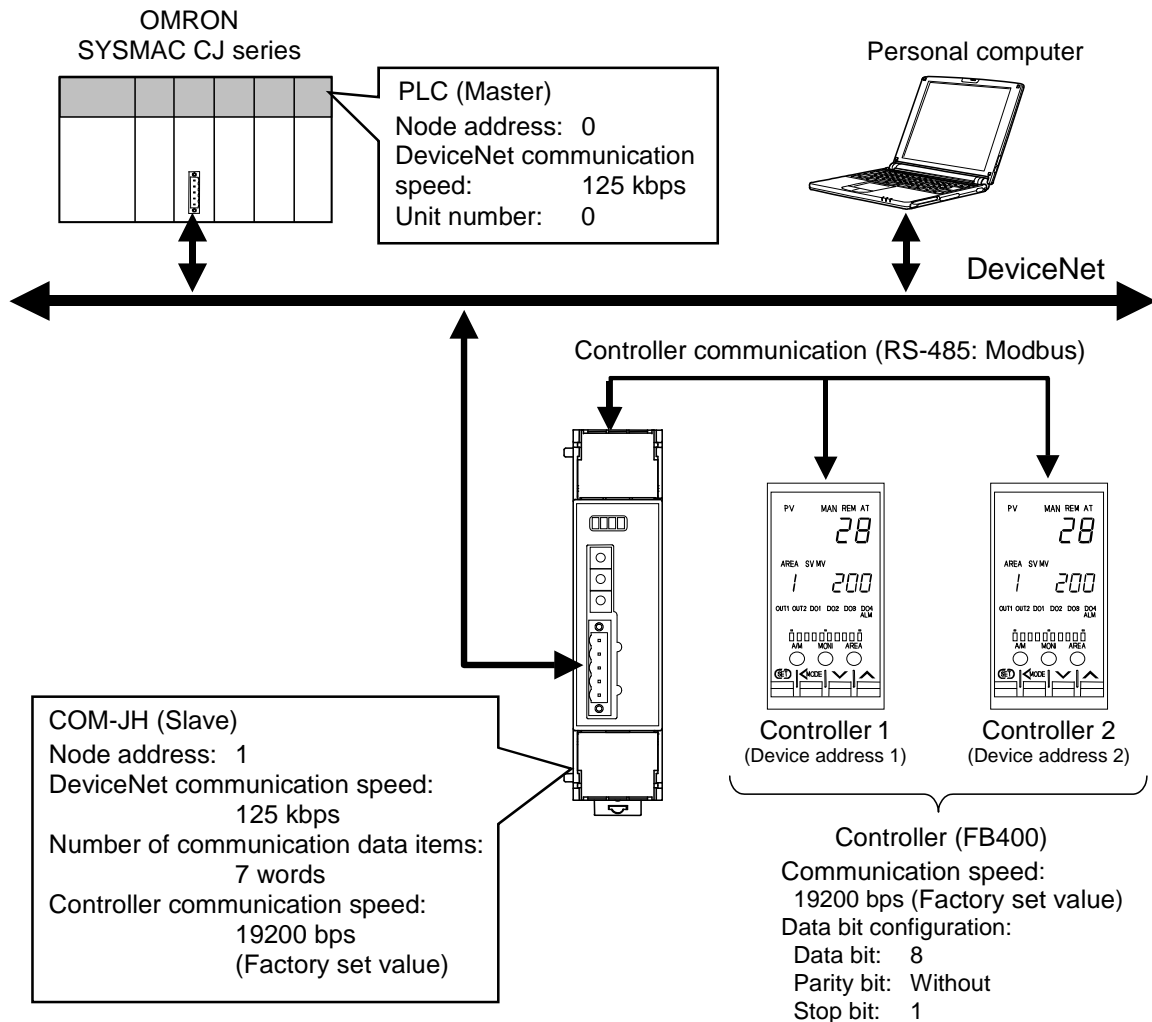 OMRON
SYSMAC CJ series
PLC (Master)
Node address: 0
DeviceNet communication
speed: 125 kbps
Unit number: 0
Personal computer
DeviceNet
Controller communication (RS-485: Modbus)
PV MAN REM AT
28
AREA SV MV
1 200
OUT1 OUT2 DO1 DO2 DO3 DO4
ALM
A/M MONI AREA
SET <MODE
Controller 1
(Device address 1)
PV MAN REM AT
28
AREA SV MV
1 200
OUT1 OUT2 DO1 DO2 DO3 DO4
ALM
A/M MONI AREA
SET <MODE
Controller 2
(Device address 2)
COM-JH (Slave)
Node address: 1
DeviceNet communication speed:
125 kbps
Number of communication data items:
7 words
Controller communication speed:
19200 bps
(Factory set value)
Controller (FB400)
Communication speed:
19200 bps (Factory set value)
Data bit configuration:
Data bit: 8
Parity bit: Without
Stop bit: 1